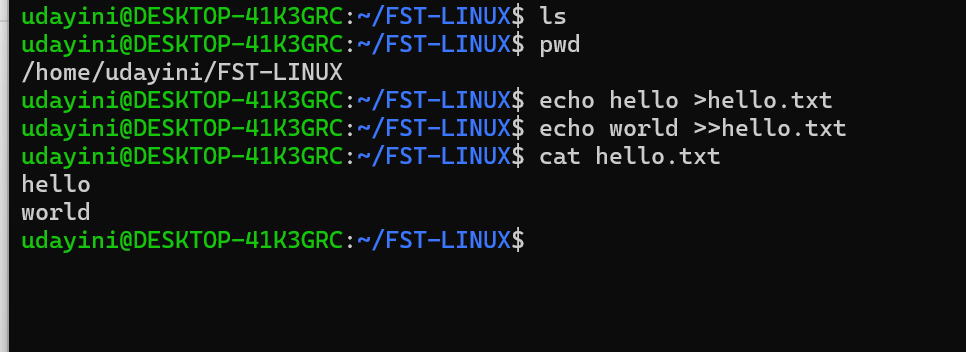 udayini@DESKTOP-41K3GRC:~/FST-LINUX$ ls
udayini@DESKTOP-41K3GRC:~/FST-LINUX$ pwd
/home/udayini/FST-LINUX
udayini@DESKTOP-41K3GRC:~/FST-LINUX$ echo hello >hello.txt
udayini@DESKTOP-41K3GRC:~/FST-LINUX$ echo world >>hello.txt
udayini@DESKTOP-41K3GRC:~/FST-LINUX$ cat hello.txt
hello
world
udayini@DESKTOP-41K3GRC:~/FST-LINUX$